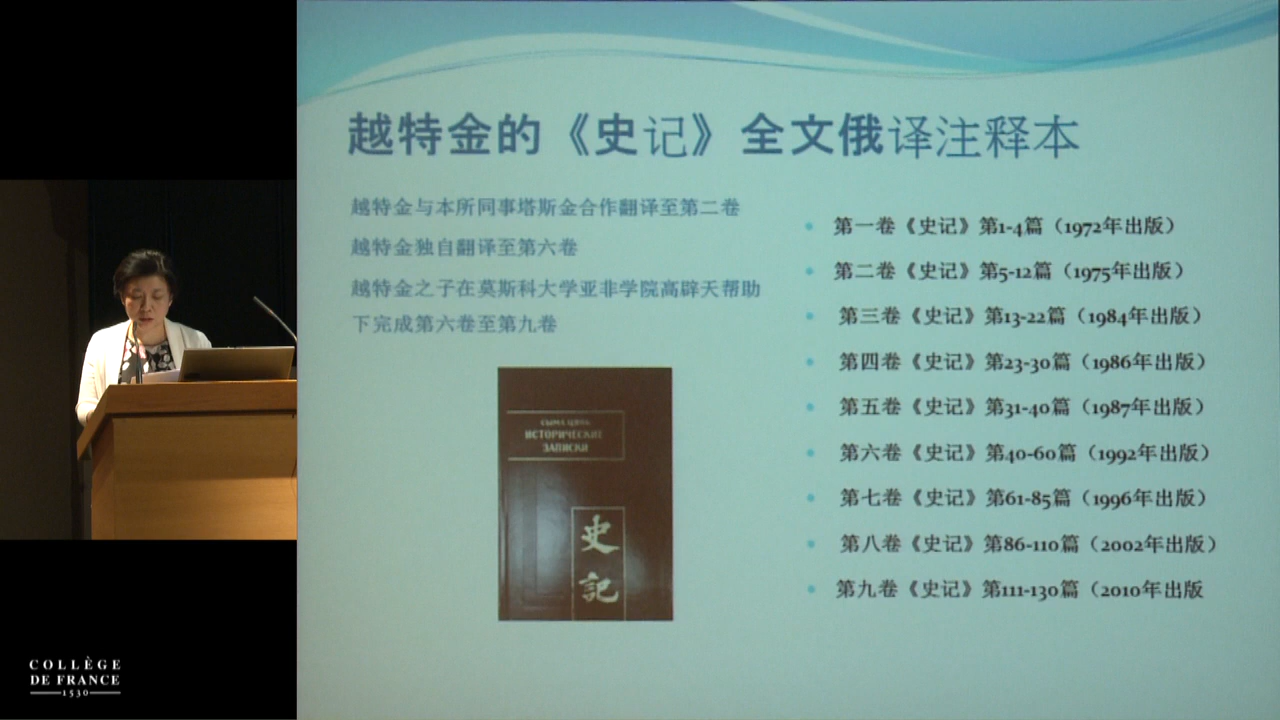 越特金的《史记》全文俄译注释本
越特金与本所同事塔斯金合作翻译至第二卷
越特金独自翻译至第六卷
越特金之子在莫斯科大学亚非学院高辟天帮助
下完成第六卷至第九卷
СЫМА ЦЯНЬ
ИСТОРИЧЕСКИЕ
ЗАПИСКИ
史
記
第一卷《史记》第1-4篇（1972年出版）
第二卷《史记》第5-12篇（1975年出版）
第三卷《史记》第13-22篇（1984年出版）
第四卷《史记》第23-30篇（1986年出版）
第五卷《史记》第31-40篇（1987年出版）
第六卷《史记》第40-60篇（1992年出版）
第七卷《史记》第61-85篇（1996年出版）
第八卷《史记》第86-110篇（2002年出版）
第九卷《史记》第111-130篇（2010年出版
COLLÈGE
DE FRANCE
1530